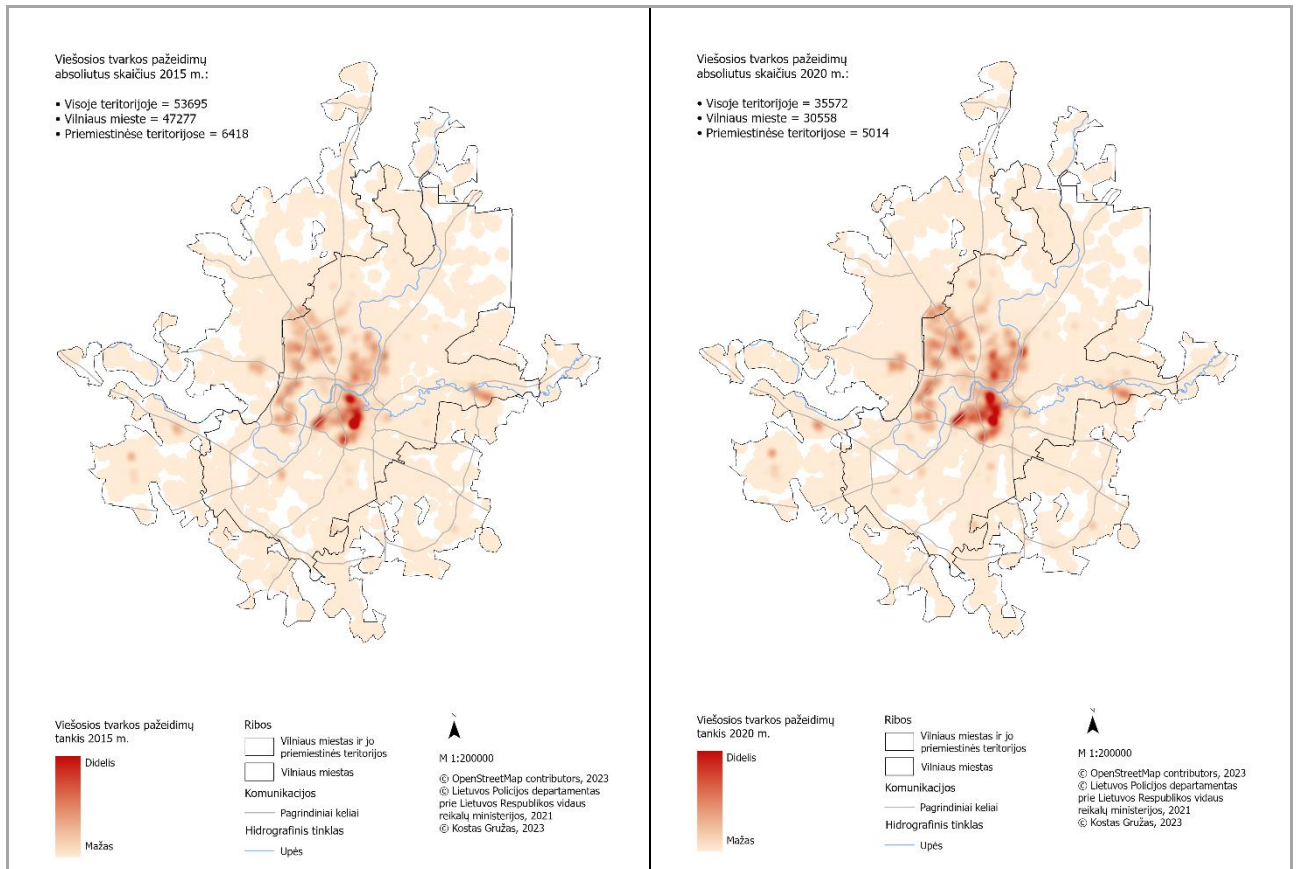 Viešosios tvarkos pažeidimų
absoliutus skaičius 2015 m.:
• Visoje teritorijoje = 53695
• Vilniaus mieste = 47277
• Priemiestinėse teritorijose = 6418
Viešosios tvarkos pažeidimų
tankis 2015 m.
Didelis
Mažas
Ribos
Vilniaus miestas ir jo
priemiestinės teritorijos
Vilniaus miestas
Komunikacijos
Pagrindiniai keliai
Hidrografinis tinklas
Upės
N
M 1:200000
© OpenStreetMap contributors, 2023
© Lietuvos Policijos departamentas
prie Lietuvos Respublikos vidaus
reikalų ministerijos, 2021
© Kostas Gružas, 2023
Viešosios tvarkos pažeidimų
absoliutus skaičius 2020 m.:
• Visoje teritorijoje = 35572
• Vilniaus mieste = 30558
• Priemiestinėse teritorijose = 5014
Viešosios tvarkos pažeidimų
tankis 2020 m.
Didelis
Mažas
Ribos
Vilniaus miestas ir jo
priemiestinės teritorijos
Vilniaus miestas
Komunikacijos
Pagrindiniai keliai
Hidrografinis tinklas
Upės
N
M 1:200000
© OpenStreetMap contributors, 2023
© Lietuvos Policijos departamentas
prie Lietuvos Respublikos vidaus
reikalų ministerijos, 2021
© Kostas Gružas, 2023